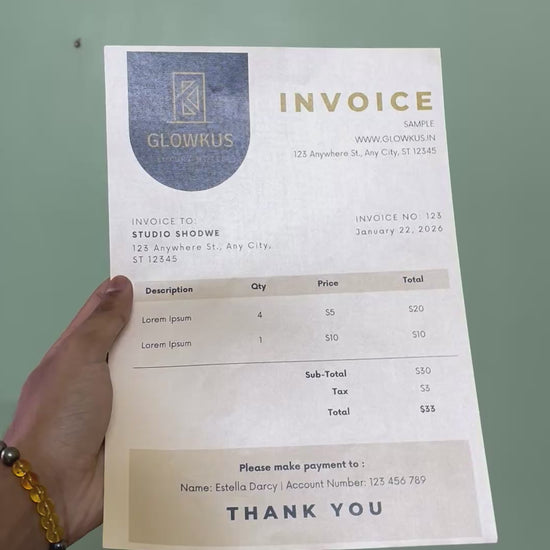 GLOWKUS
INVOICE
SAMPLE
WWW.GLOWKUS.IN
123 Anywhere St., Any City, ST 12345
INVOICE TO:
STUDIO SHODWE
123 Anywhere St., Any City,
ST 12345
INVOICE NO: 123
January 22, 2026
Description Qty Price Total
Lorem Ipsum 4 $5 $20
Lorem Ipsum 1 $10 $10
Sub-Total $30
Tax $3
Total $33
Please make payment to :
Name: Estella Darcy | Account Number: 123 456 789
THANK YOU